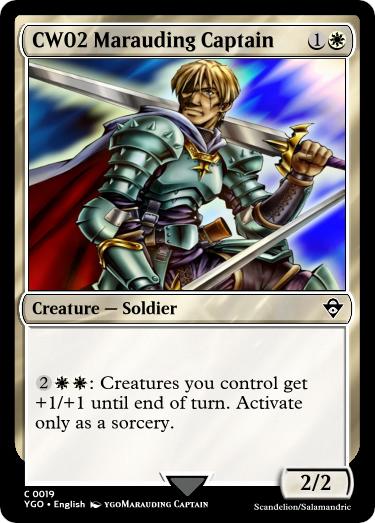 CW02 Marauding Captain 1
Creature — Soldier
2: Creatures you control get
+1/+1 until end of turn. Activate
only as a sorcery.
2/2
C 0019
YGO • English YGOMarauding Captain
Scandelion/Salamandric